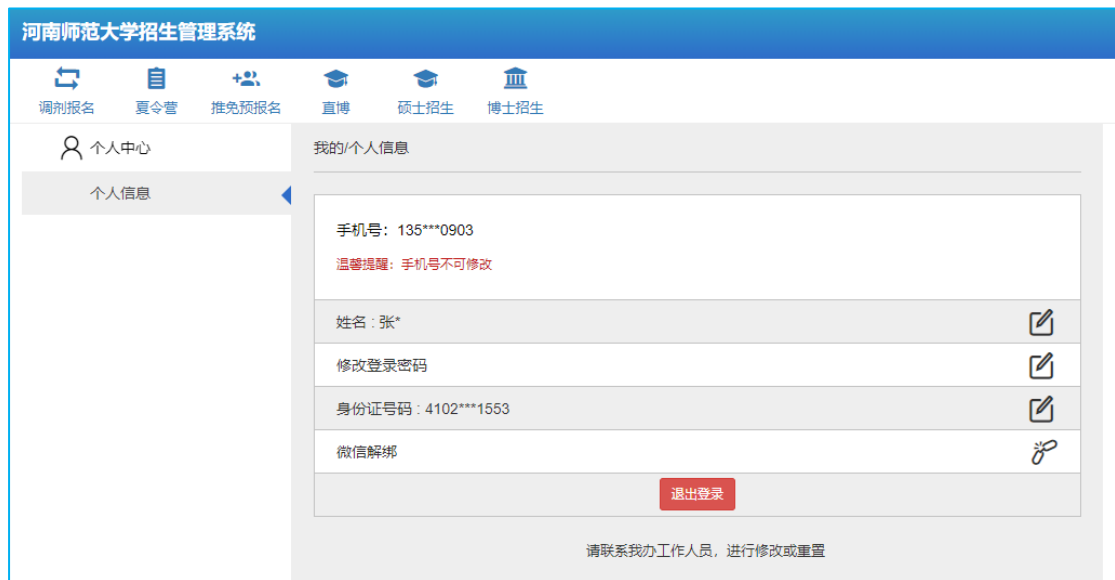 河南师范大学招生管理系统
调剂报名 夏令营 推免预报名 直博 硕士招生 博士招生
个人中心
我的/个人信息
个人信息
手机号：135***0903
温馨提醒：手机号不可修改
姓名 : 张*
修改登录密码
身份证号码 : 4102***1553
微信解绑
退出登录
请联系我办工作人员，进行修改或重置